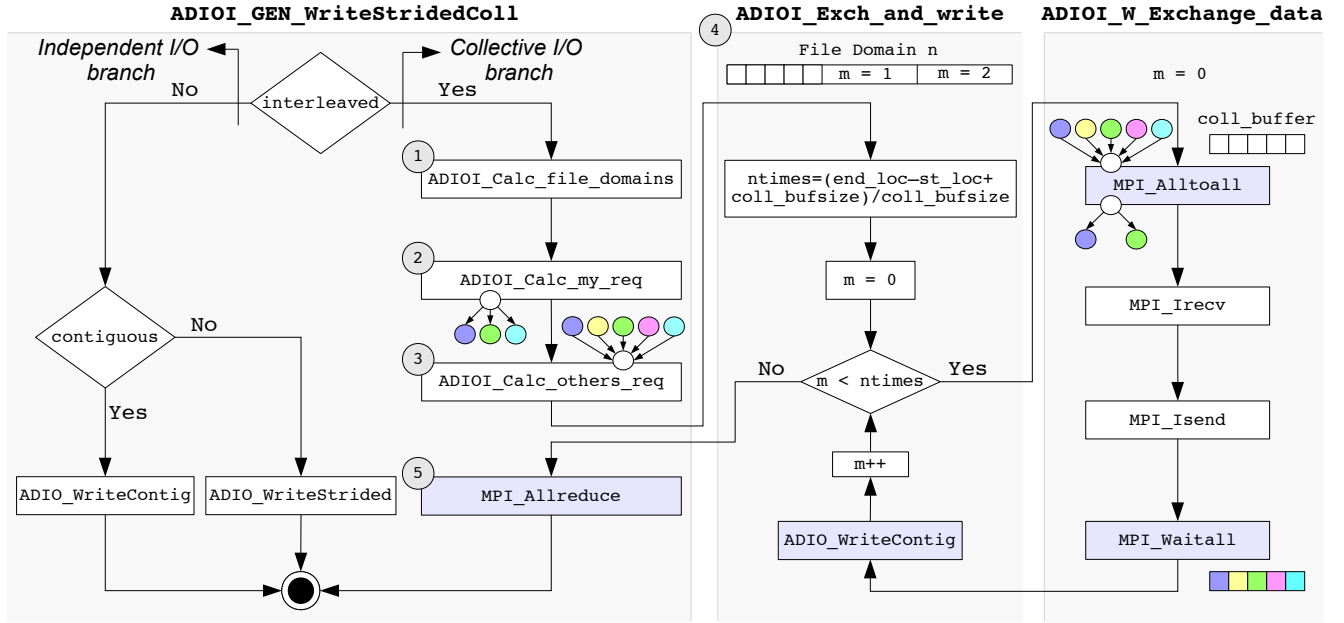 ADIOI_GEN_WriteStridedColl
Independent I/O
branch
Collective I/O
branch
No
interleaved
Yes
1
ADIOI_Calc_file_domains
2
ADIOI_Calc_my_req
3
ADIOI_Calc_others_req
contiguous
No
Yes
ADIO_WriteContig
ADIO_WriteStrided
5
MPI_Allreduce
ADIOI_Exch_and_write
4
File Domain n
m = 1
m = 2
ntimes=(end_loc–st_loc+
coll_bufsize)/coll_bufsize
m = 0
No
m < ntimes
Yes
m++
ADIO_WriteContig
ADIOI_W_Exchange_data
m = 0
coll_buffer
MPI_Alltoall
MPI_Irecv
MPI_Isend
MPI_Waitall